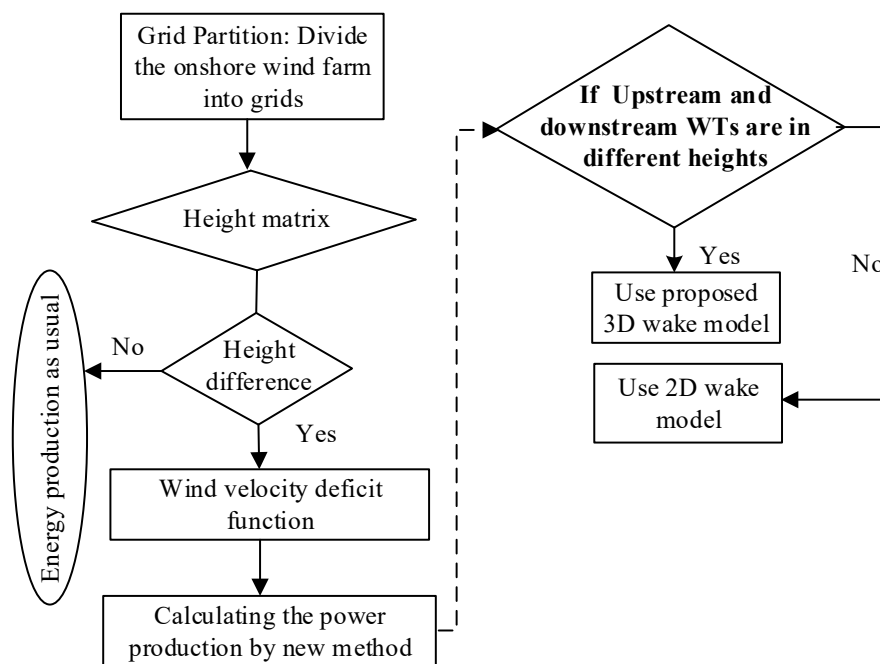 Grid Partition: Divide
the onshore wind farm
into grids
Height matrix
Height
difference
No
Yes
Energy production as usual
Wind velocity deficit
function
Calculating the power
production by new method
If Upstream and
downstream WTs are in
different heights
Yes
No
Use proposed
3D wake model
Use 2D wake
model